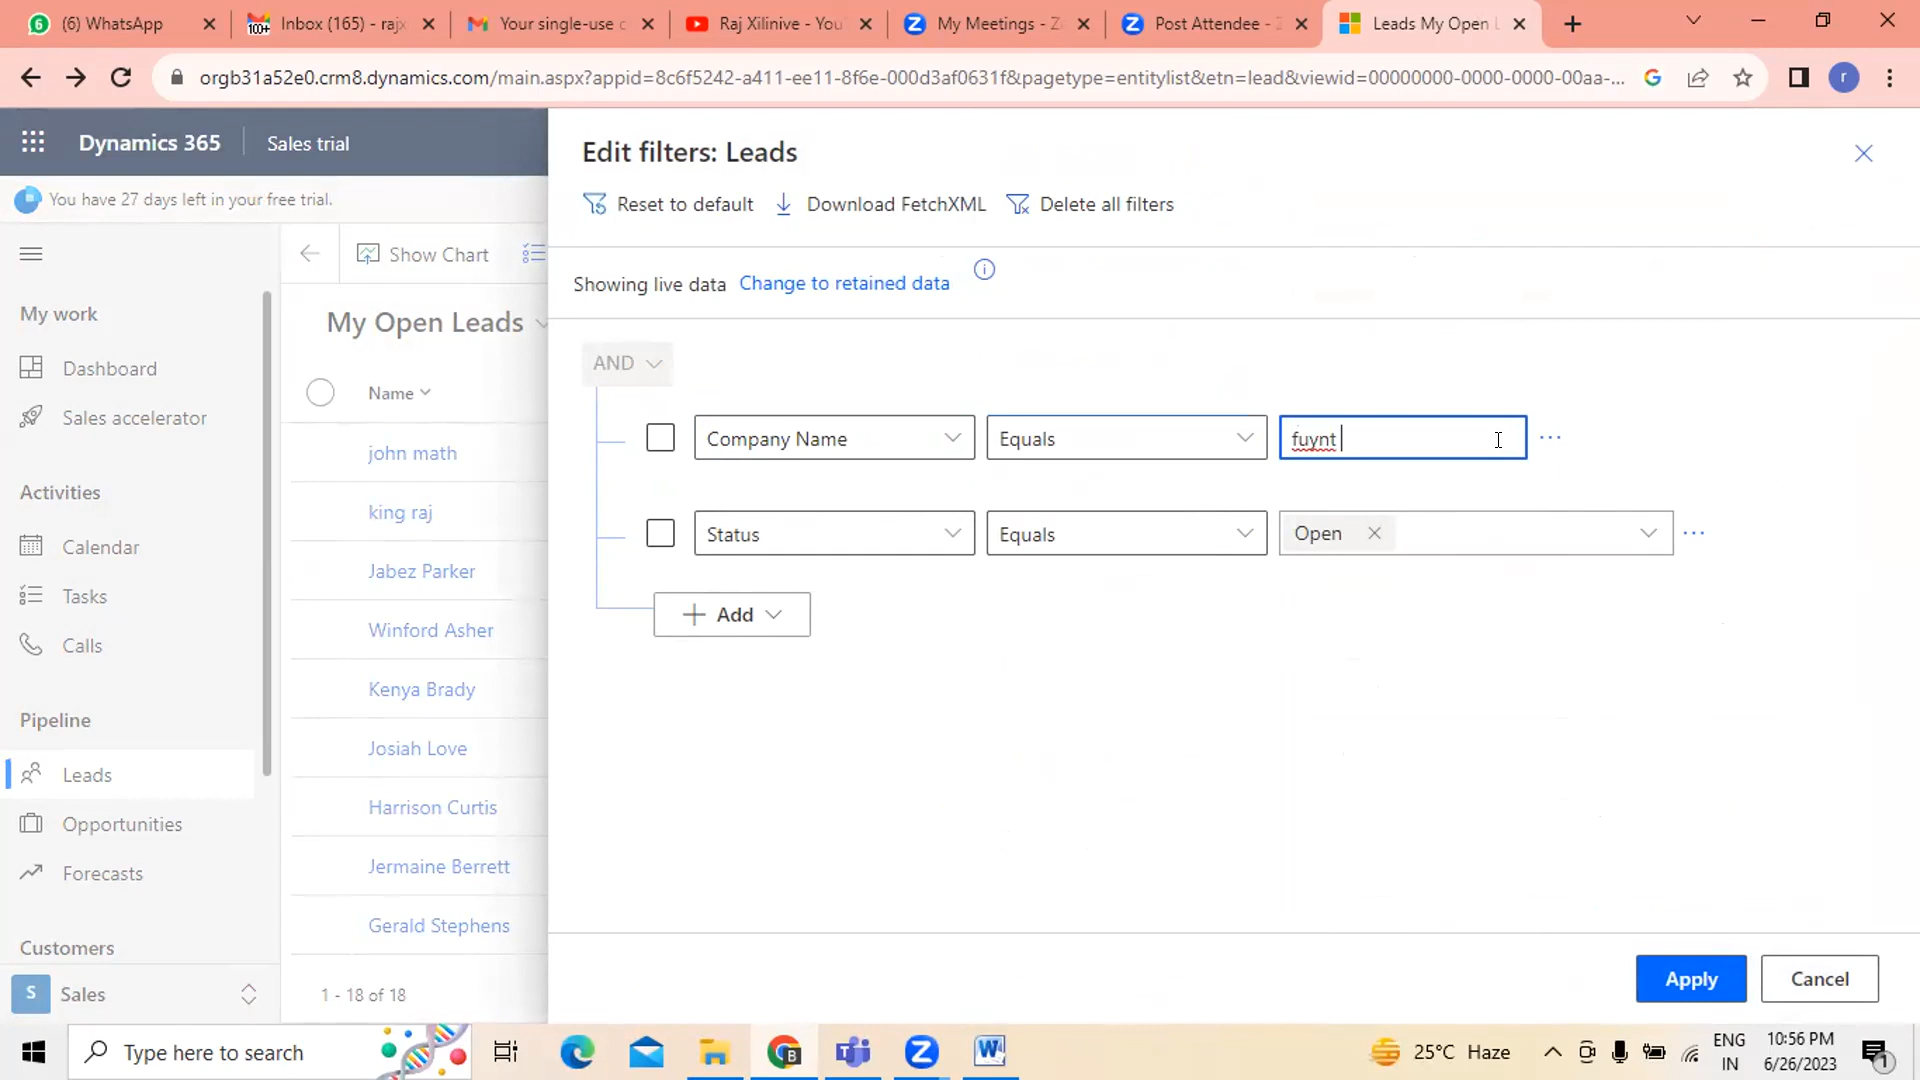 (6) WhatsApp
Inbox (165) - rajx
Your single-use c
Raj Xilinive - You
My Meetings - Z
Post Attendee - Z
Leads My Open L
orgb31a52e0.crm8.dynamics.com/main.aspx?appid=8c6f5242-a411-ee11-8f6e-000d3af0631f&pagetype=entitylist&etn=lead&viewid=00000000-0000-0000-00aa-...
r
Dynamics 365
Sales trial
You have 27 days left in your free trial.
Show Chart
My Open Leads
Name
john math
king raj
Jabez Parker
Winford Asher
Kenya Brady
Josiah Love
Harrison Curtis
Jermaine Berrett
Gerald Stephens
1 - 18 of 18
My work
Dashboard
Sales accelerator
Activities
Calendar
Tasks
Calls
Pipeline
Leads
Opportunities
Forecasts
Customers
S Sales
Edit filters: Leads
Reset to default
Download FetchXML
Delete all filters
Showing live data Change to retained data
AND
Company Name
Equals
fuynt
Status
Equals
Open
Add
Apply
Cancel
Type here to search
25°C Haze
ENG
IN
10:56 PM
6/26/2023
1